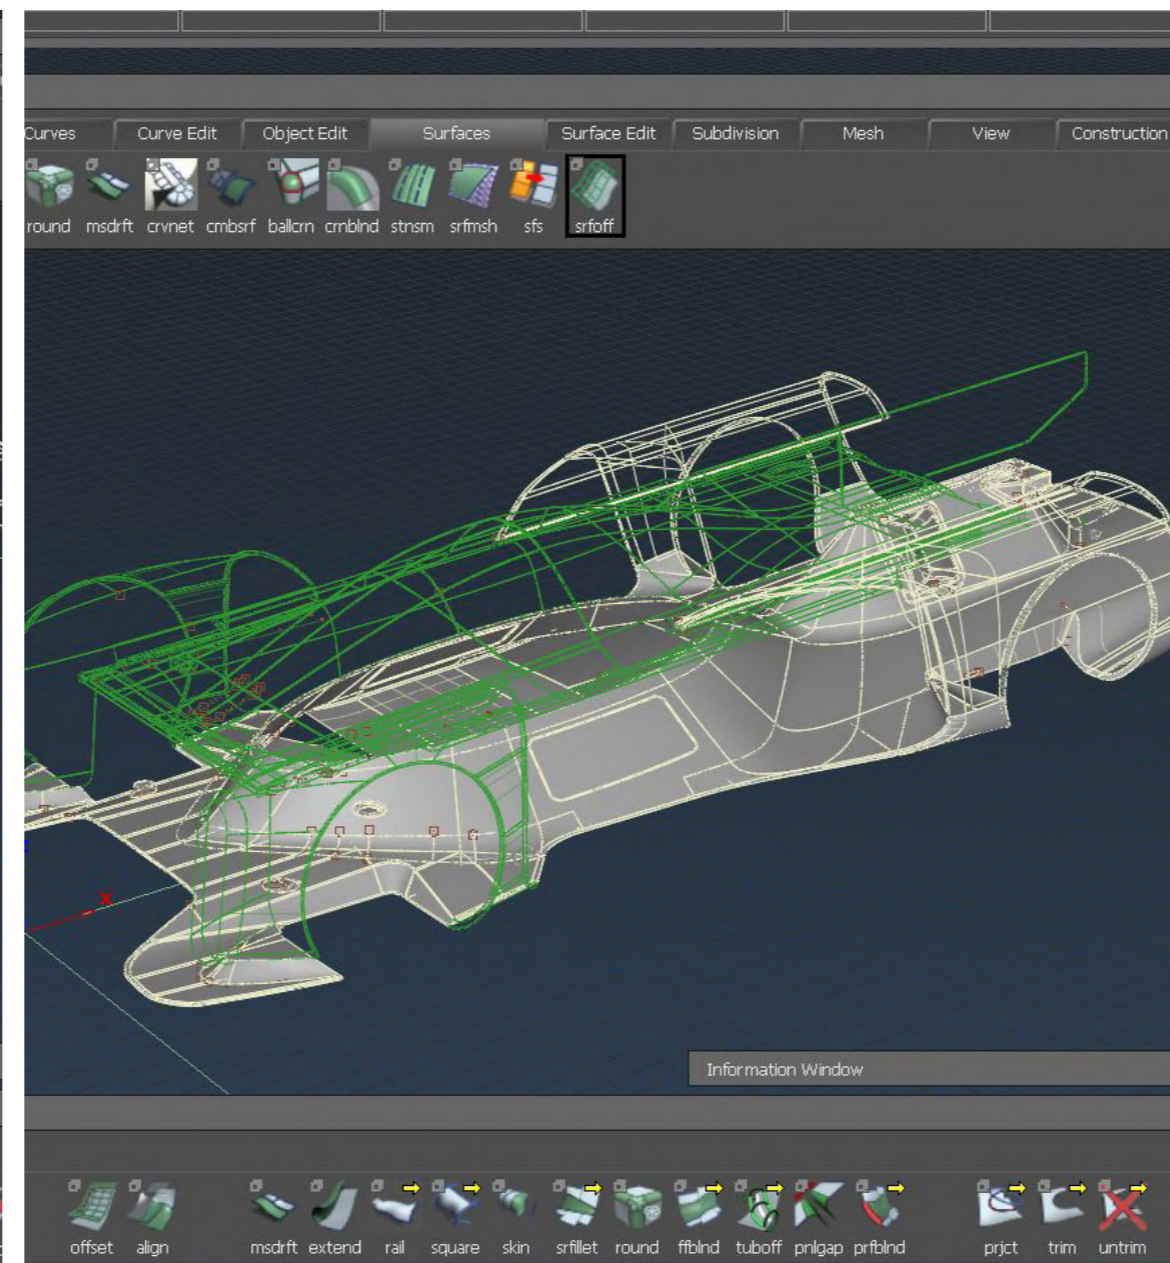 Curves Curve Edit Object Edit Surfaces Surface Edit Subdivision Mesh View Construction
round msdrft crvnet cmbsrf ballcrn crnblnd stnsm srfmsh sfs srfoff
X
Information Window
offset align msdrft extend rail square skin srfillet round ffblnd tuboff pnlgap prfblnd prjct trim untrim